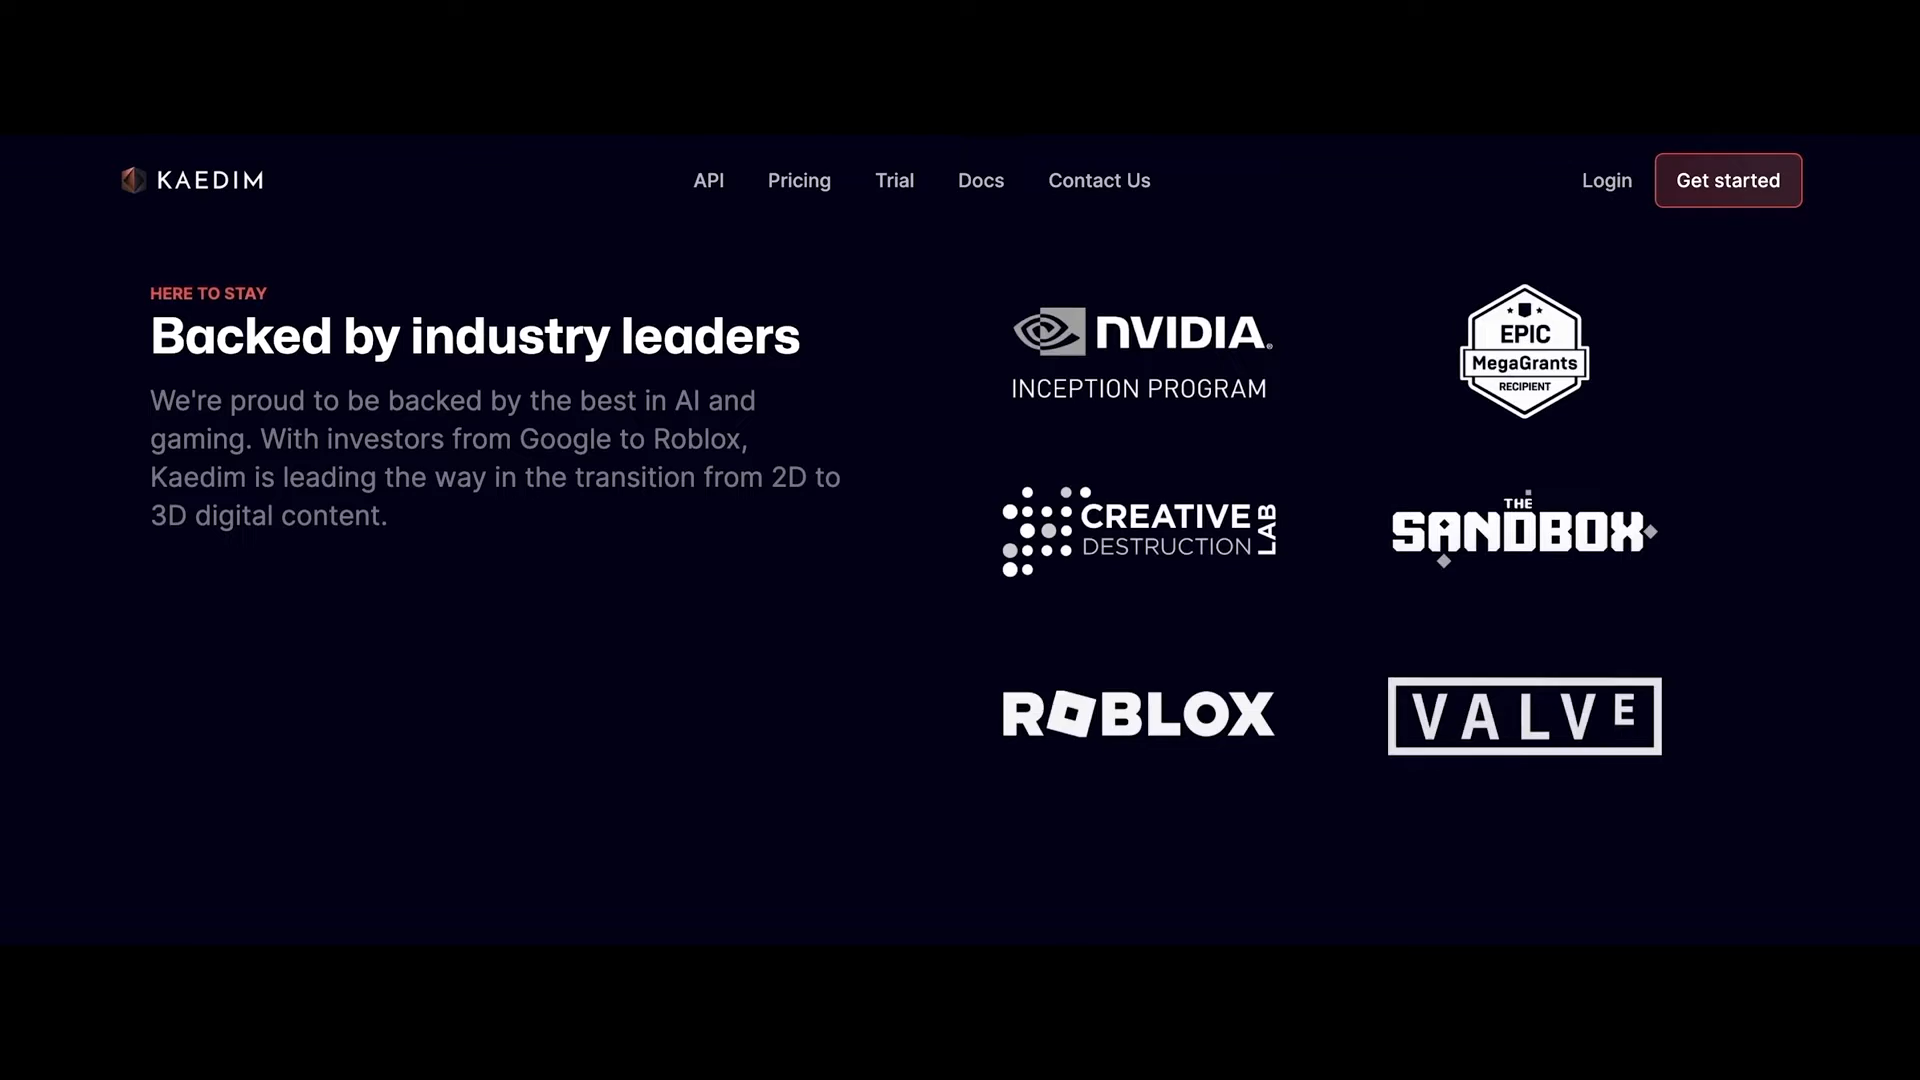 KAEDIM
API Pricing Trial Docs Contact Us
Login Get started
HERE TO STAY
Backed by industry leaders
We're proud to be backed by the best in AI and
gaming. With investors from Google to Roblox,
Kaedim is leading the way in the transition from 2D to
3D digital content.
NVIDIA®
INCEPTION PROGRAM
EPIC
MegaGrants
RECIPIENT
CREATIVE
DESTRUCTION
LAB
THE
SANDBOX
ROBLOX
VALVE